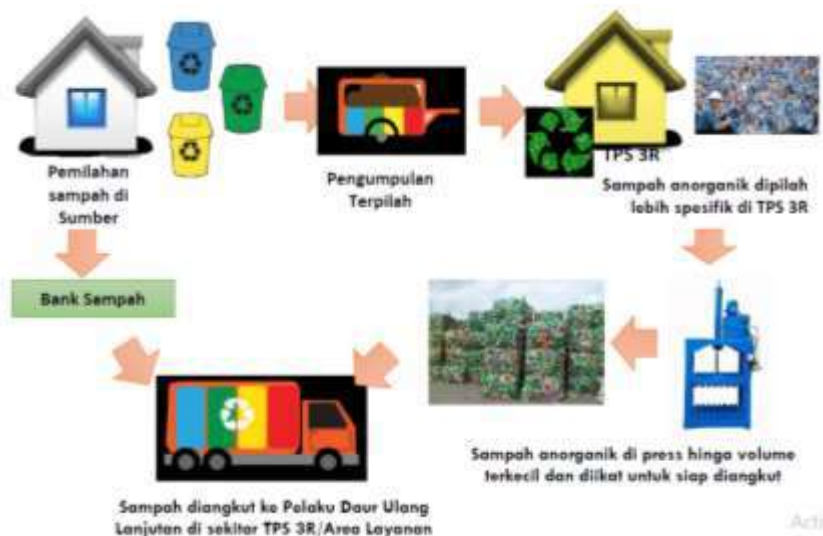 Pemilahan
sampah di
Sumber
Pengumpulan
Terpilah
TPS 3R
Sampah anorganik dipilah
lebih spesifik di TPS 3R
Bank Sampah
Sampah anorganik di press hingga volume
terkecil dan diikat untuk siap diangkut
Sampah diangkut ke Pelaku Daur Ulang
Lanjutan di sekitar TPS 3R/Area Layanan
Acti